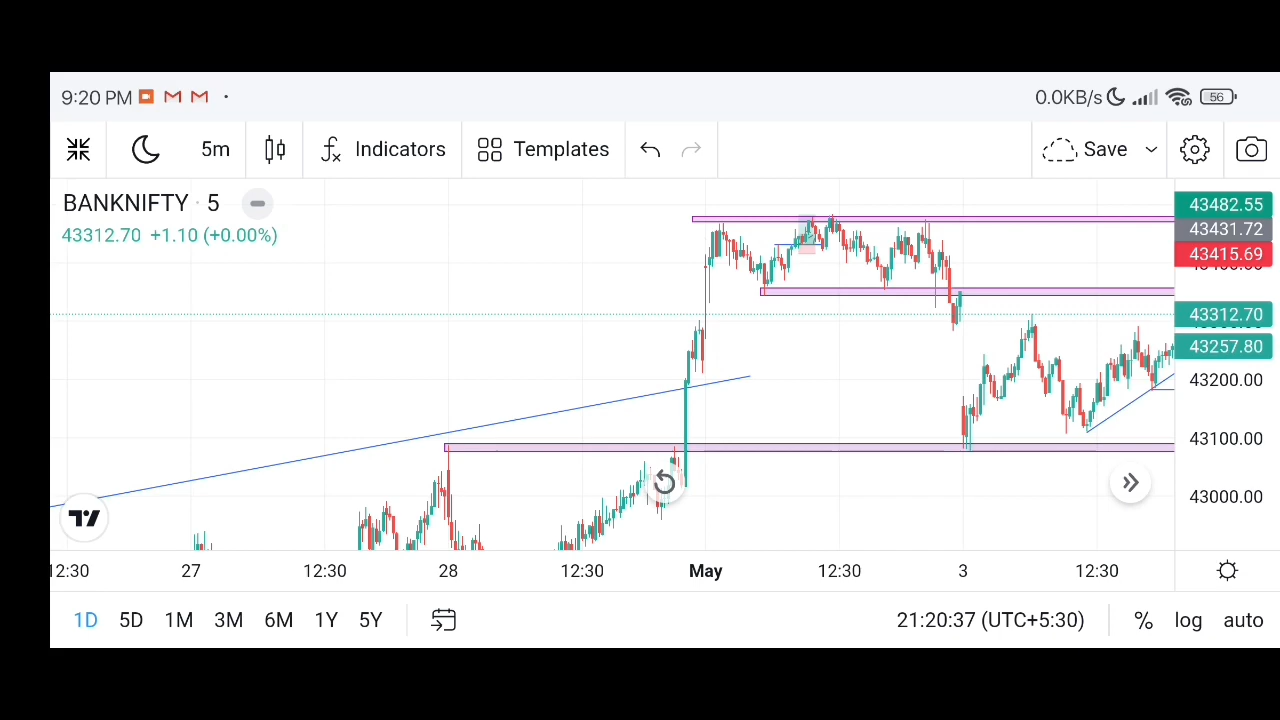 9:20 PM
0.0KB/s
56
5m
Indicators
Templates
Save
BANKNIFTY · 5
43312.70 +1.10 (+0.00%)
43482.55
43431.72
43415.69
43312.70
43257.80
43200.00
43100.00
43000.00
12:30 27 12:30 28 12:30 May 12:30 3 12:30
1D 5D 1M 3M 6M 1Y 5Y
21:20:37 (UTC+5:30)
% log auto